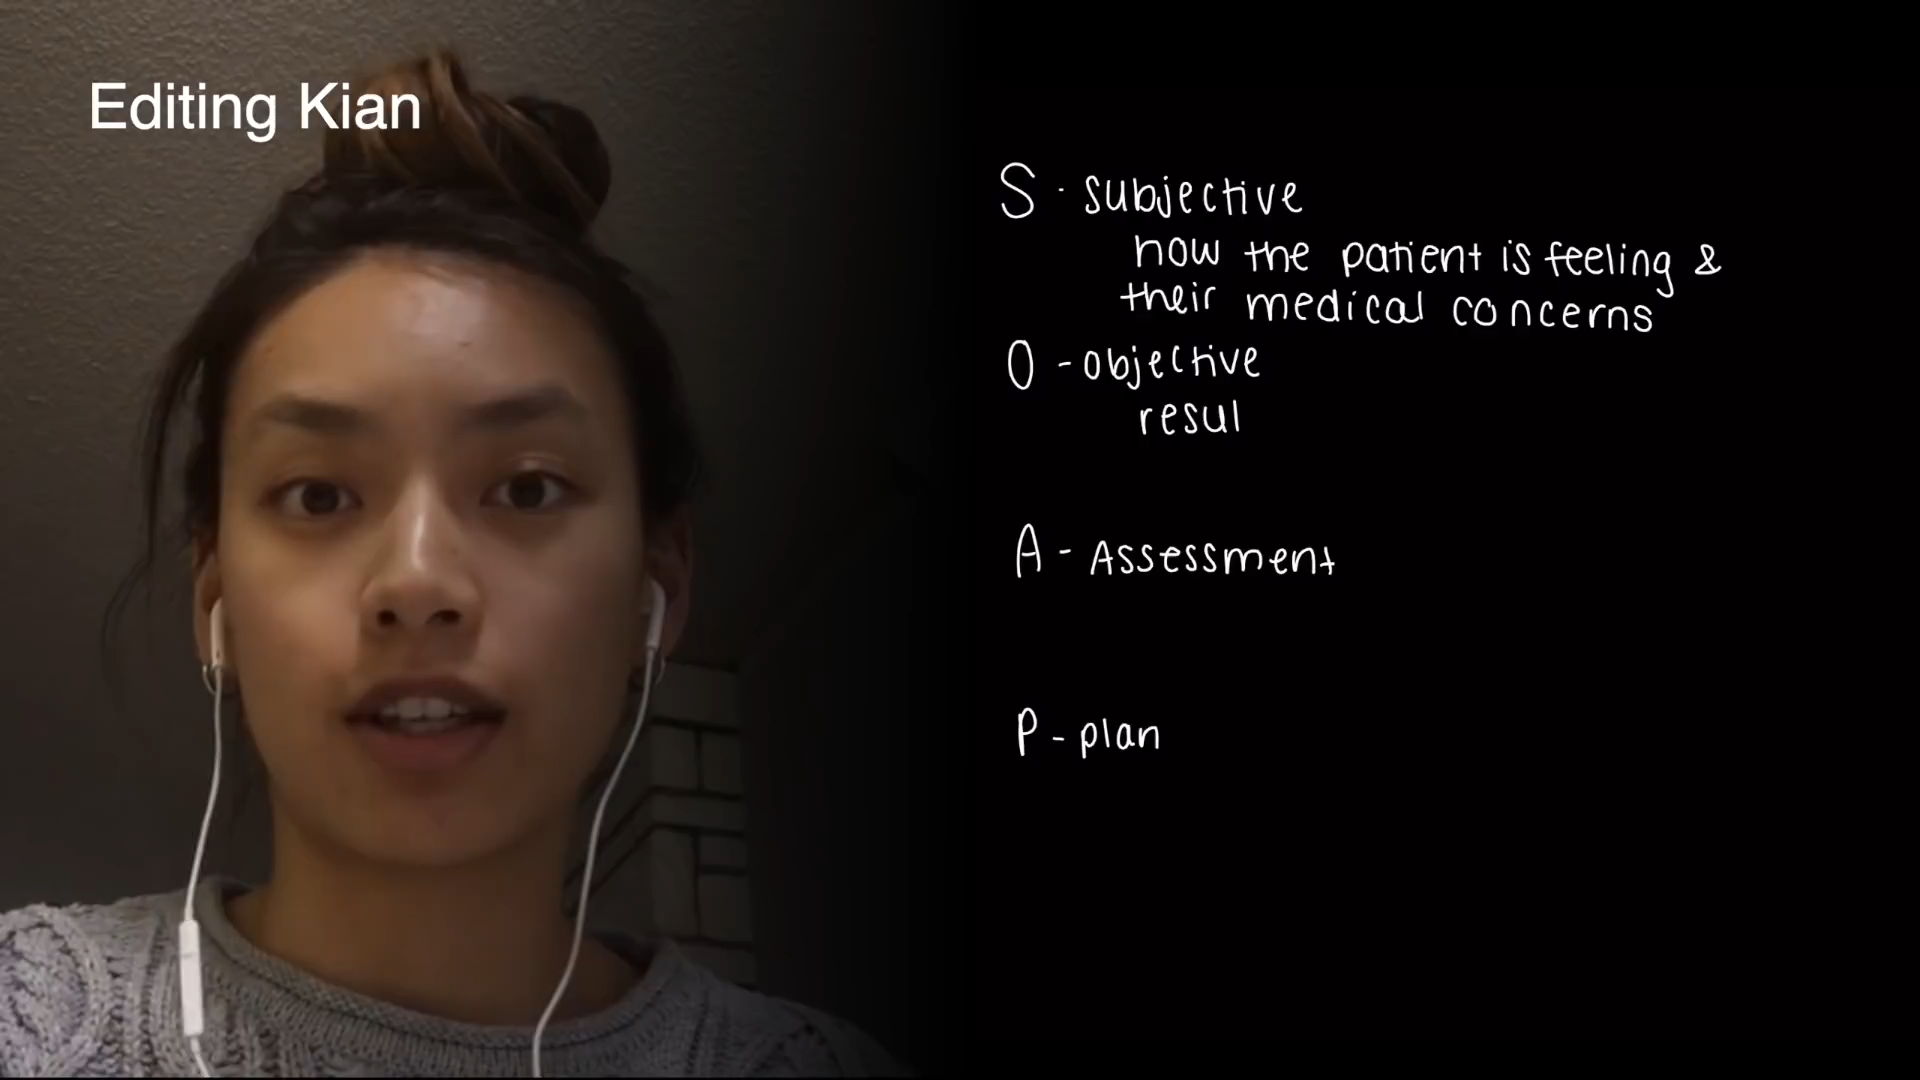 Editing Kian
S - subjective
how the patient is feeling &
their medical concerns
O - objective
resul
A - Assessment
P - plan